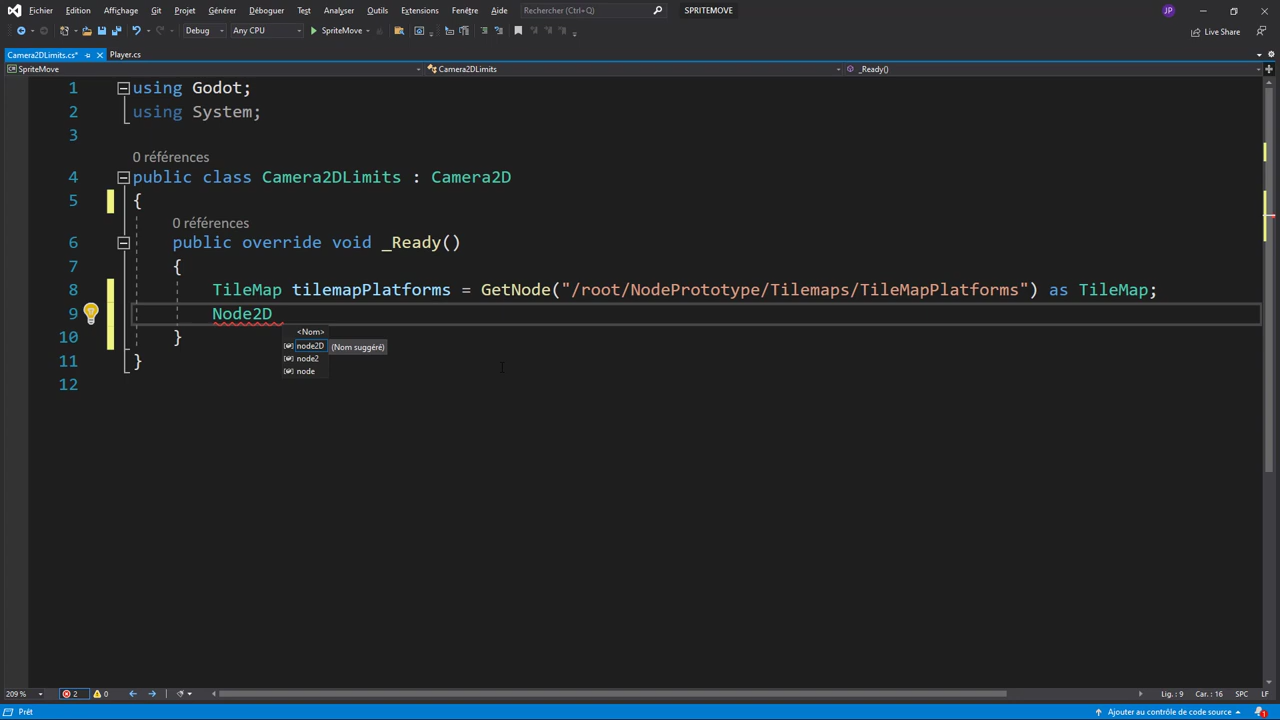 Fichier Edition Affichage Git Projet Générer Déboguer Test Analyser Outils Extensions Fenêtre Aide Rechercher (Ctrl+Q) SPRITEMOVE JP
Debug Any CPU SpriteMove Live Share
Camera2DLimits.cs* Player.cs
SpriteMove Camera2DLimits _Ready()
1 using Godot;
2 using System;
3
0 références
4 public class Camera2DLimits : Camera2D
5 {
0 références
6 public override void _Ready()
7 {
8 TileMap tilemapPlatforms = GetNode("/root/NodePrototype/Tilemaps/TileMapPlatforms") as TileMap;
9 Node2D
<Nom>
10 }
node2D (Nom suggéré)
node2
11 }
node
12
209 % 2 0 Lig. : 9 Car. : 16 SPC LF
Prêt Ajouter au contrôle de code source 1